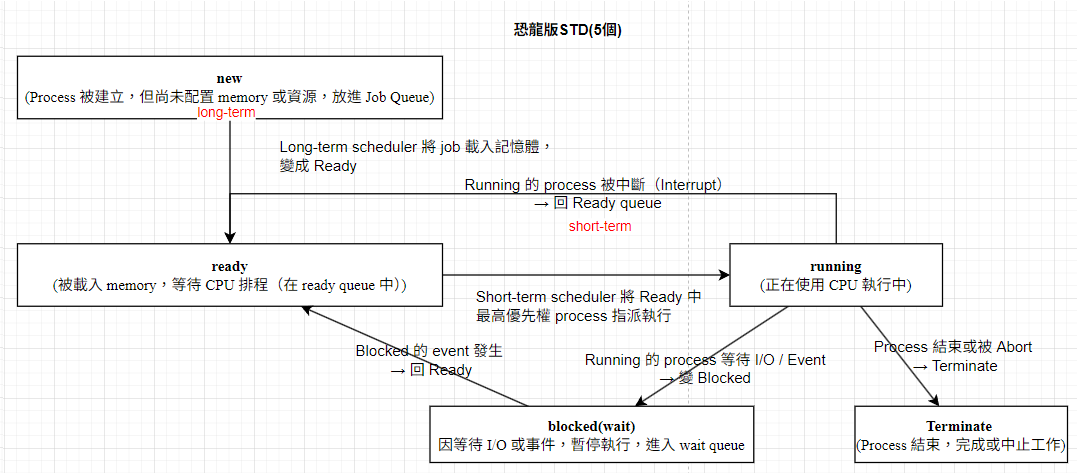 恐龍版STD(5個)
new
(Process 被建立，但尚未配置 memory 或資源，放進 Job Queue)
long-term
Long-term scheduler 將 job 載入記憶體，
變成 Ready
Running 的 process 被中斷（Interrupt）
→ 回 Ready queue
short-term
ready
(被載入 memory，等待 CPU 排程（在 ready queue 中）)
running
(正在使用 CPU 執行中)
Short-term scheduler 將 Ready 中
最高優先權 process 指派執行
Blocked 的 event 發生
→ 回 Ready
Running 的 process 等待 I/O / Event
→ 變 Blocked
Process 結束或被 Abort
→ Terminate
blocked(wait)
因等待 I/O 或事件，暫停執行，進入 wait queue
Terminate
(Process 結束，完成或中止工作)